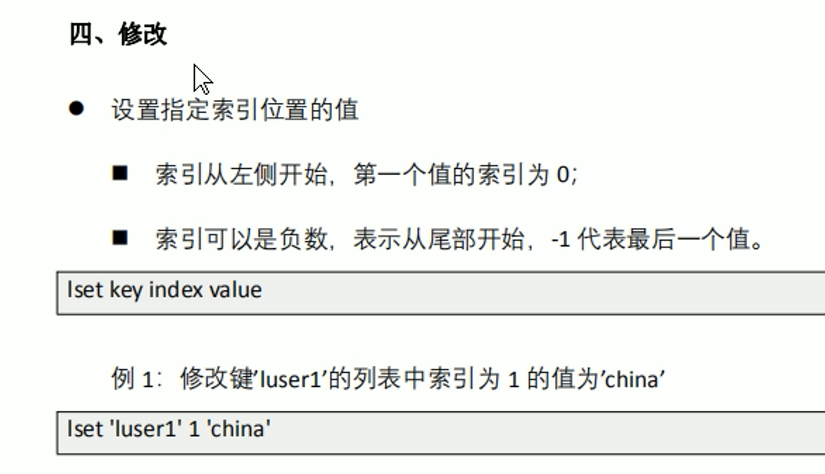 四、修改
● 设置指定索引位置的值
■ 索引从左侧开始，第一个值的索引为 0；
■ 索引可以是负数，表示从尾部开始，-1 代表最后一个值。
lset key index value
例 1：修改键'luser1'的列表中索引为 1 的值为'china'
lset 'luser1' 1 'china'